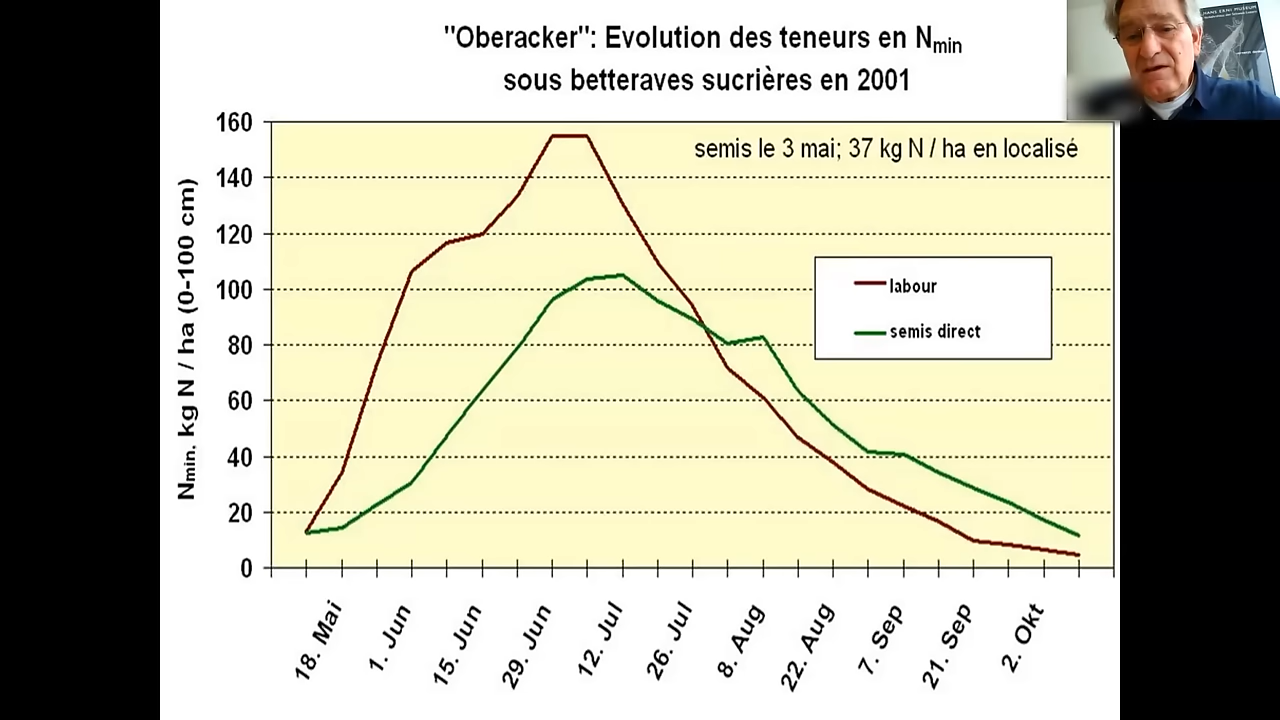 "Oberacker": Evolution des teneurs en Nmin
sous betteraves sucrières en 2001
semis le 3 mai; 37 kg N / ha en localisé
Nmin. kg N / ha (0-100 cm)
160
140
120
100
80
60
40
20
0
labour
semis direct
18. Mai
1. Jun
15. Jun
29. Jun
12. Jul
26. Jul
8. Aug
22. Aug
7. Sep
21. Sep
2. Okt
HANS ERNI MUSEUM